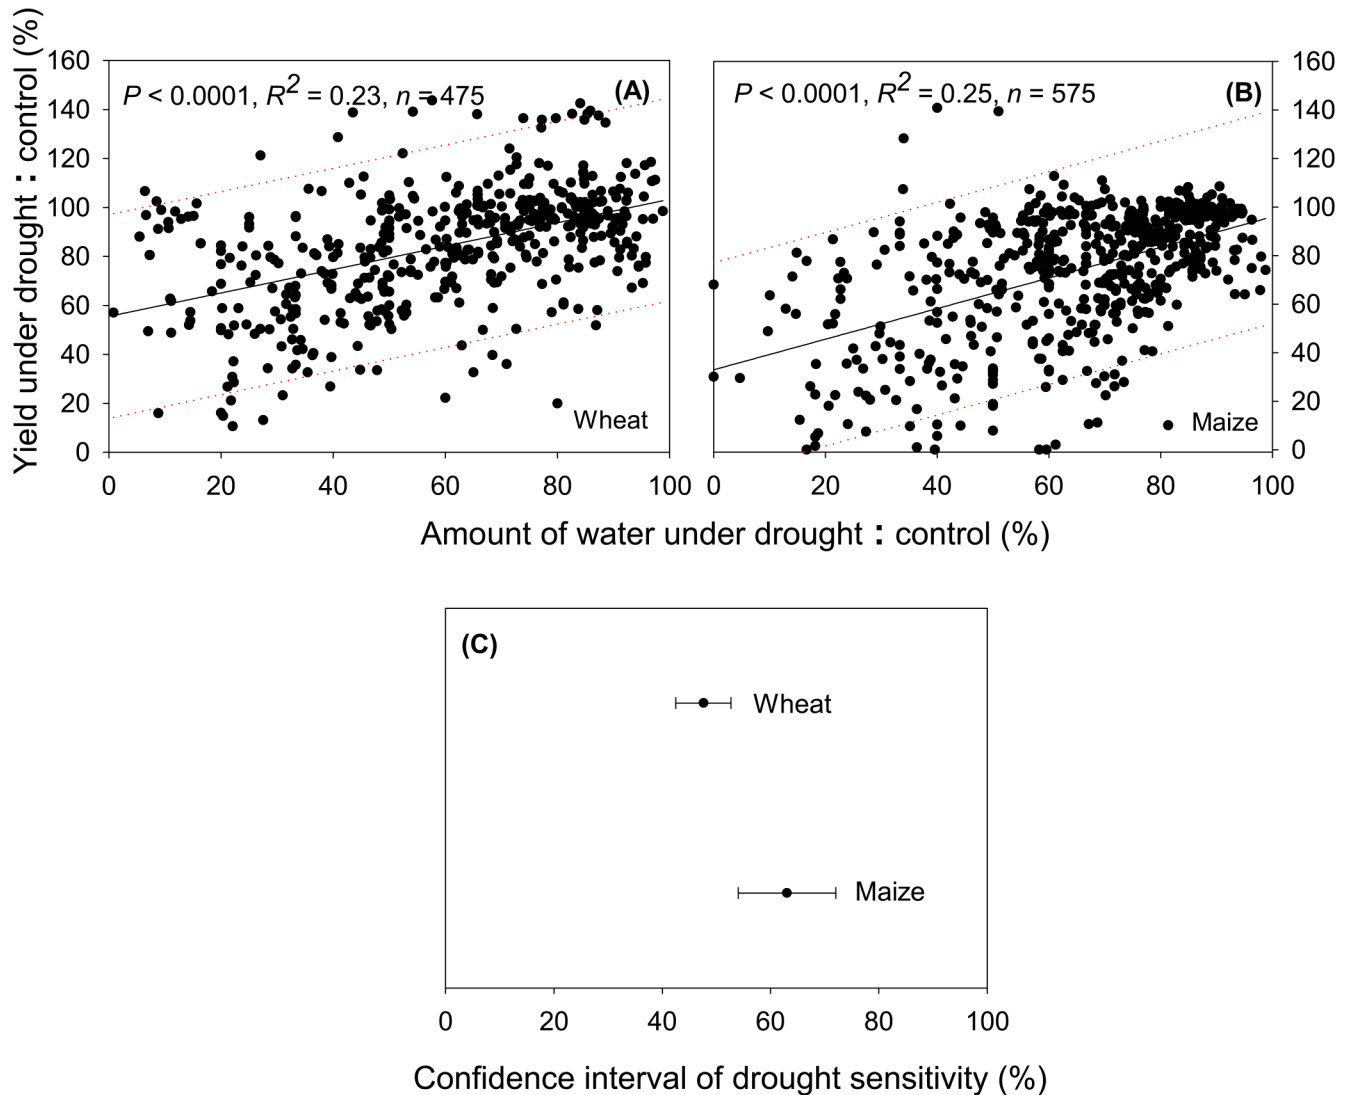 Yield under drought : control (%)
160
140
120
100
80
60
40
20
0
P < 0.0001, R² = 0.23, n = 475
(A)
Wheat
0 20 40 60 80 100
P < 0.0001, R² = 0.25, n = 575
(B)
Maize
160
140
120
100
80
60
40
20
0
0 20 40 60 80 100
Amount of water under drought : control (%)
(C)
Wheat
Maize
0 20 40 60 80 100
Confidence interval of drought sensitivity (%)